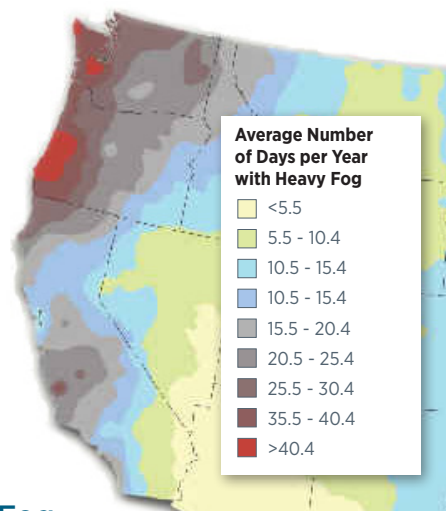 Average Number
of Days per Year
with Heavy Fog
<5.5
5.5 - 10.4
10.5 - 15.4
10.5 - 15.4
15.5 - 20.4
20.5 - 25.4
25.5 - 30.4
35.5 - 40.4
>40.4
Fog